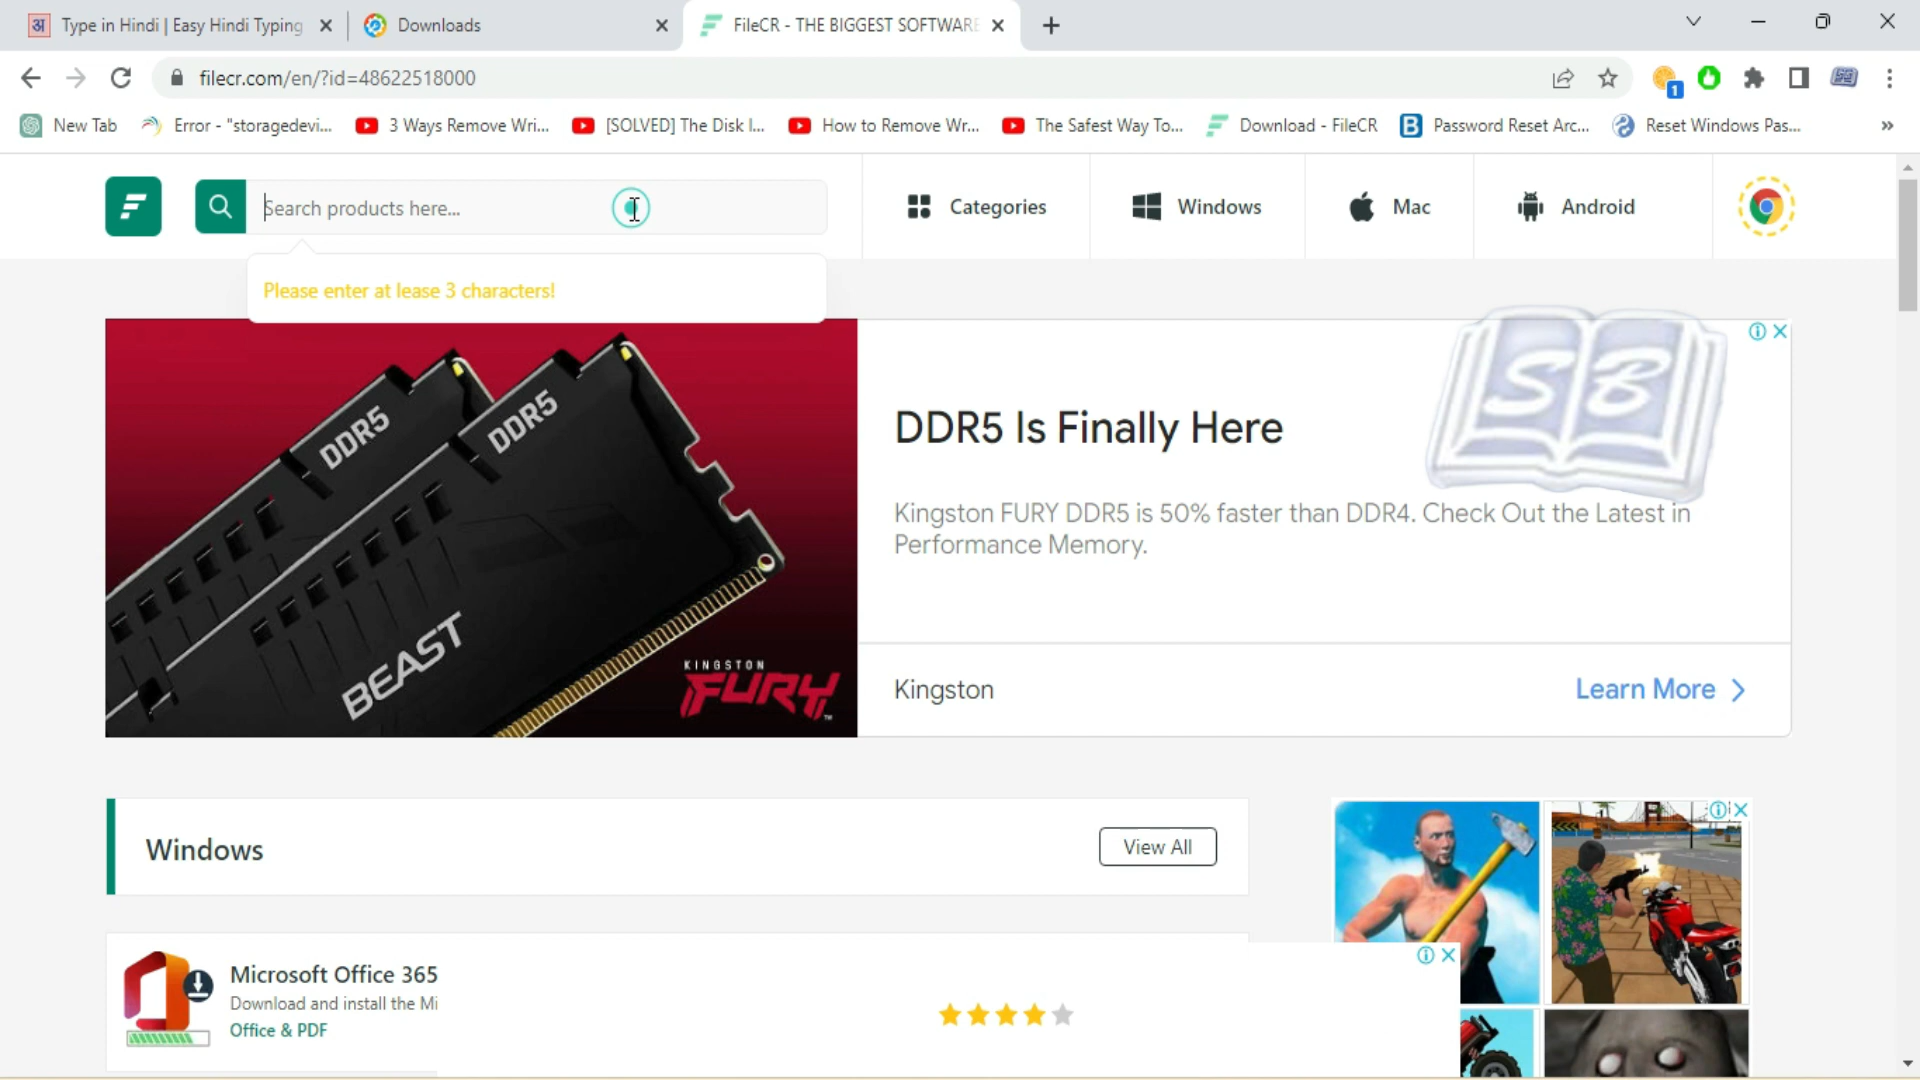 Type in Hindi | Easy Hindi Typing
Downloads
FileCR - THE BIGGEST SOFTWARE
filecr.com/en/?id=48622518000
1
New Tab
Error - "storagedevi...
3 Ways Remove Wri...
[SOLVED] The Disk I...
How to Remove Wr...
The Safest Way To...
Download - FileCR
Password Reset Arc...
Reset Windows Pas...
Search products here...
Categories
Windows
Mac
Android
Please enter at lease 3 characters!
DDR5
DDR5
BEAST
KINGSTON
FURY
SB
DDR5 Is Finally Here
Kingston FURY DDR5 is 50% faster than DDR4. Check Out the Latest in
Performance Memory.
Kingston
Learn More
Windows
View All
Microsoft Office 365
Download and install the Mi
Office & PDF